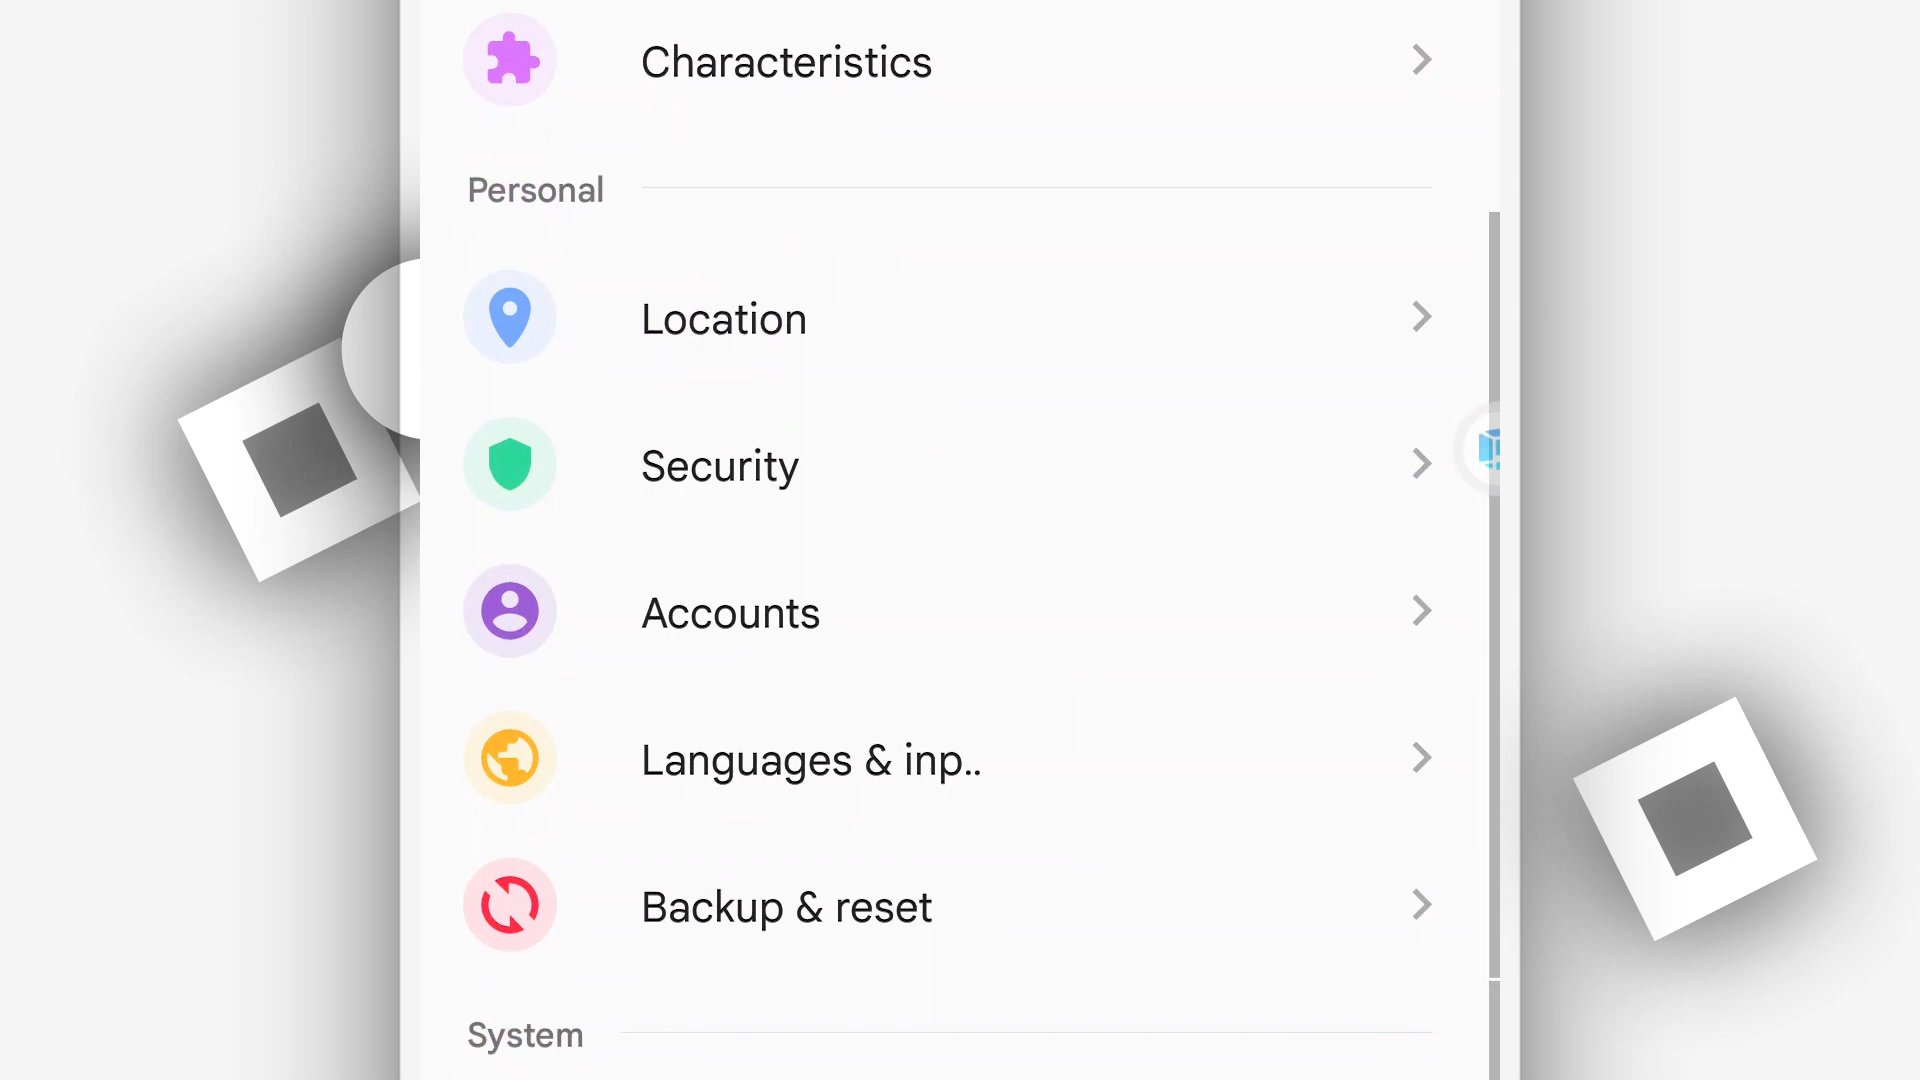 Characteristics
Personal
Location
Security
Accounts
Languages & inp..
Backup & reset
System